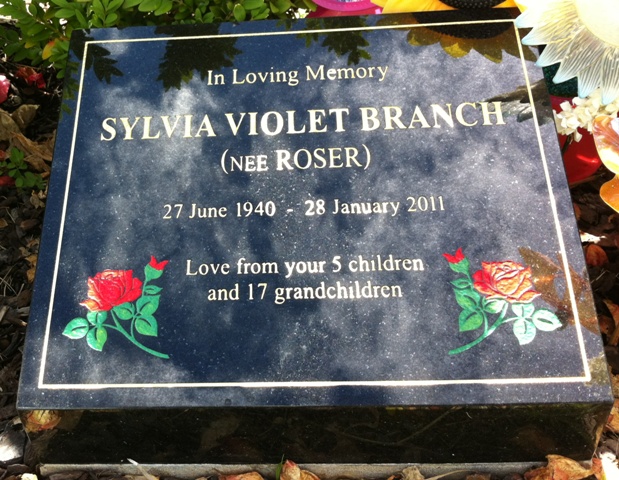 In Loving Memory
SYLVIA VIOLET BRANCH
(NEE ROSER)
27 June 1940 - 28 January 2011
Love from your 5 children
and 17 grandchildren